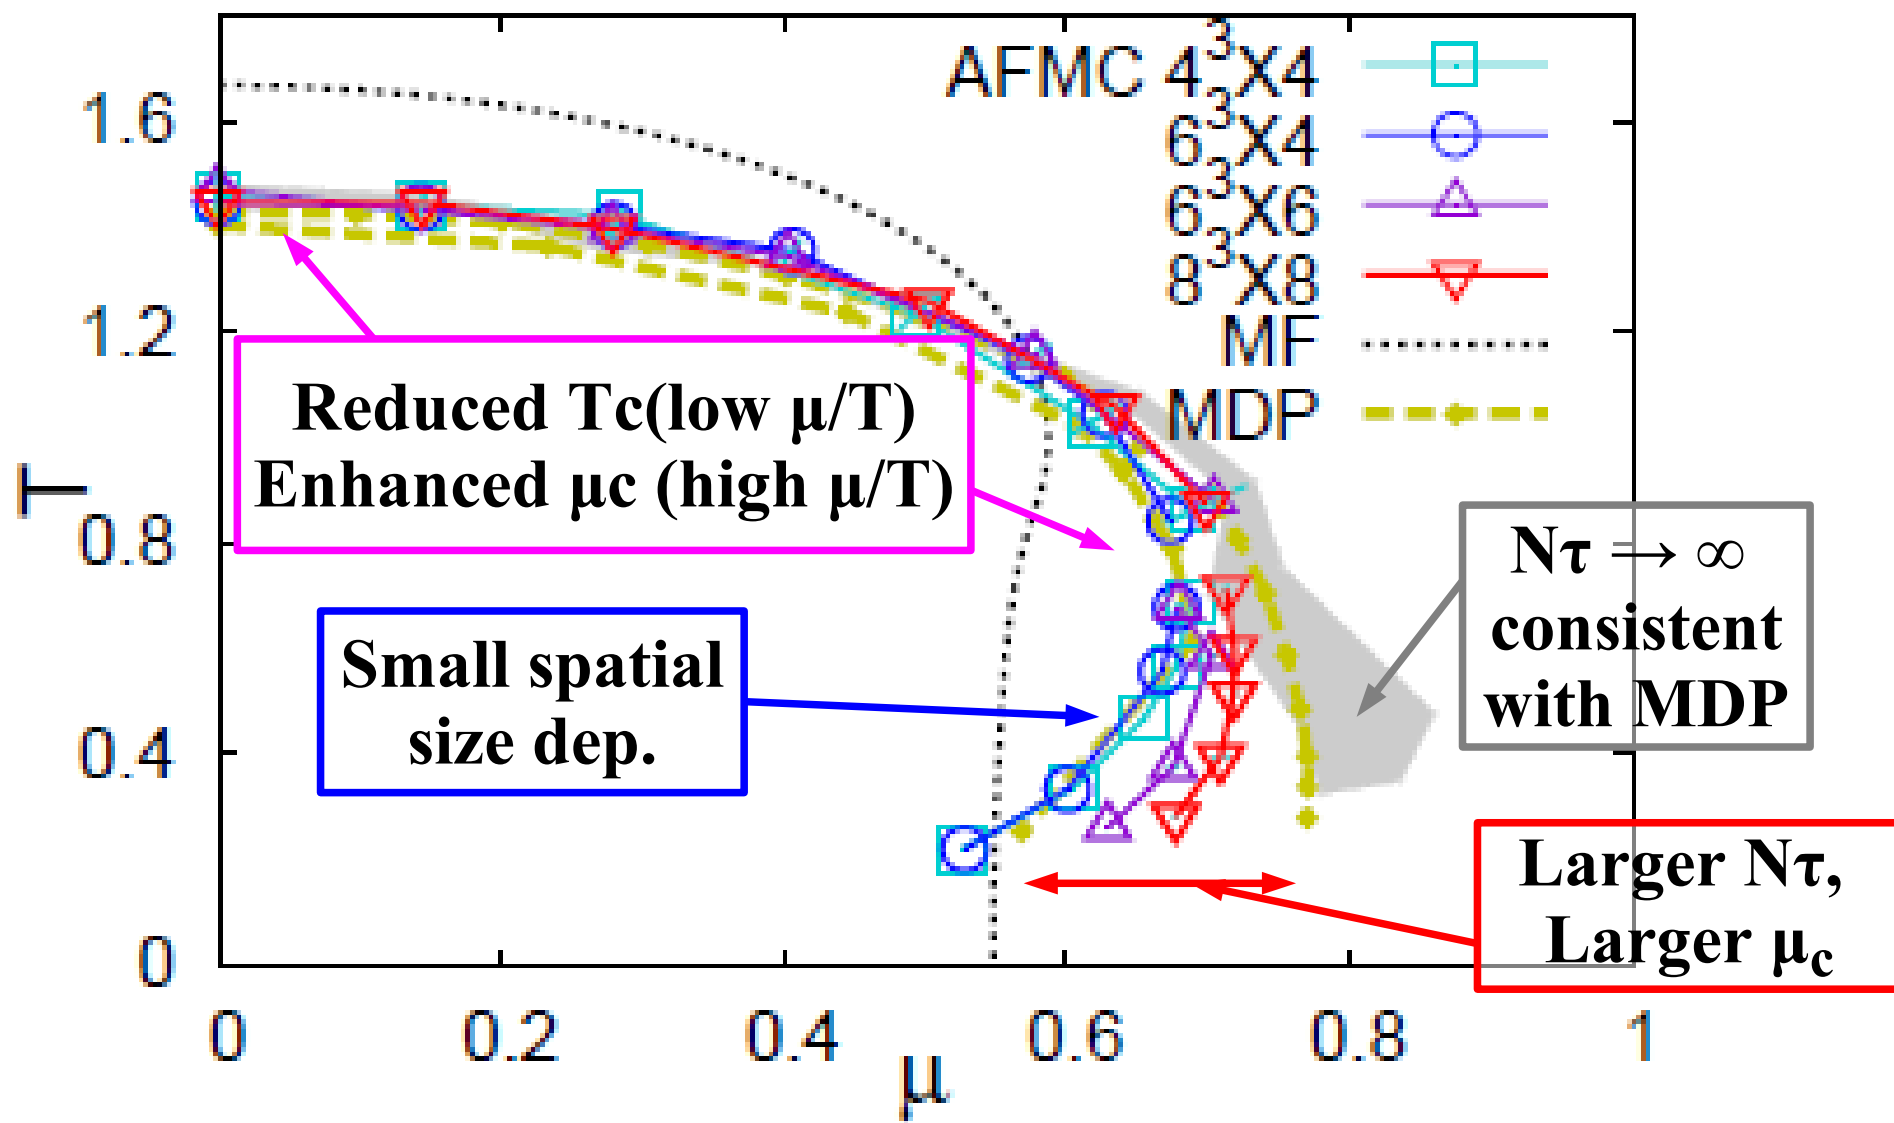 AFMC 4³X4
6³X4
6³X6
8³X8
MF
MDP
1.6
1.2
0.8
0.4
0
T
Reduced Tc(low μ/T)
Enhanced μc (high μ/T)
Small spatial
size dep.
Nτ → ∞
consistent
with MDP
Larger Nτ,
Larger μc
0 0.2 0.4 0.6 0.8 1
μ